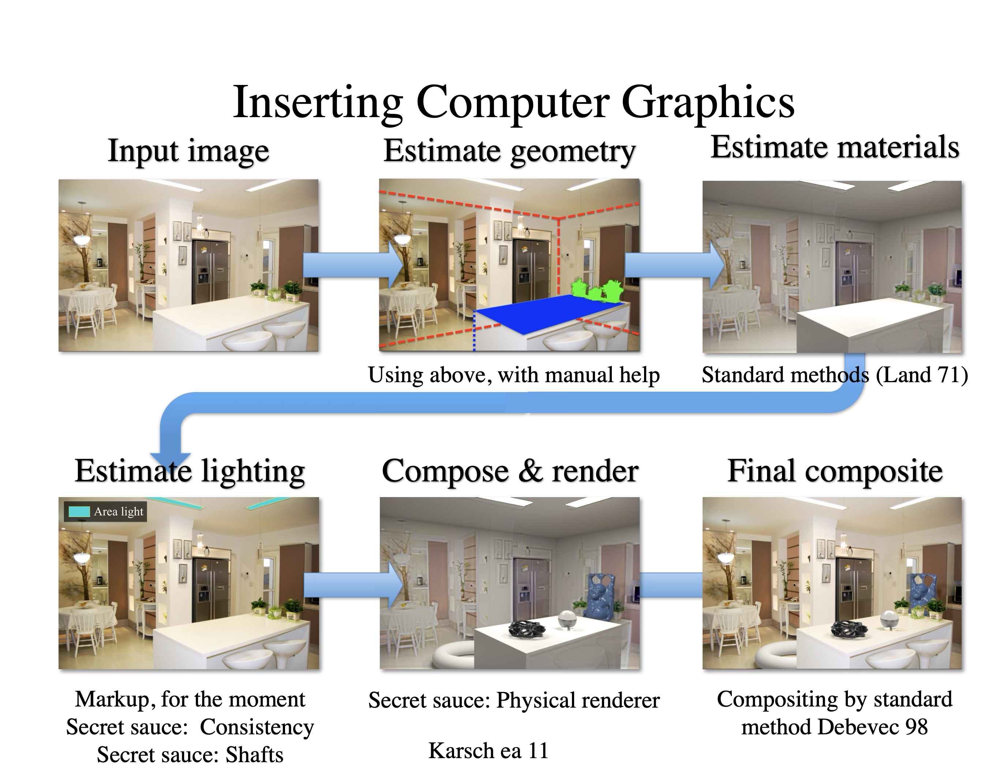 Inserting Computer Graphics
Input image
Estimate geometry
Estimate materials
Using above, with manual help
Standard methods (Land 71)
Estimate lighting
Compose & render
Final composite
Area light
Markup, for the moment
Secret sauce:  Consistency
Secret sauce: Shafts
Secret sauce: Physical renderer
Karsch ea 11
Compositing by standard
method Debevec 98